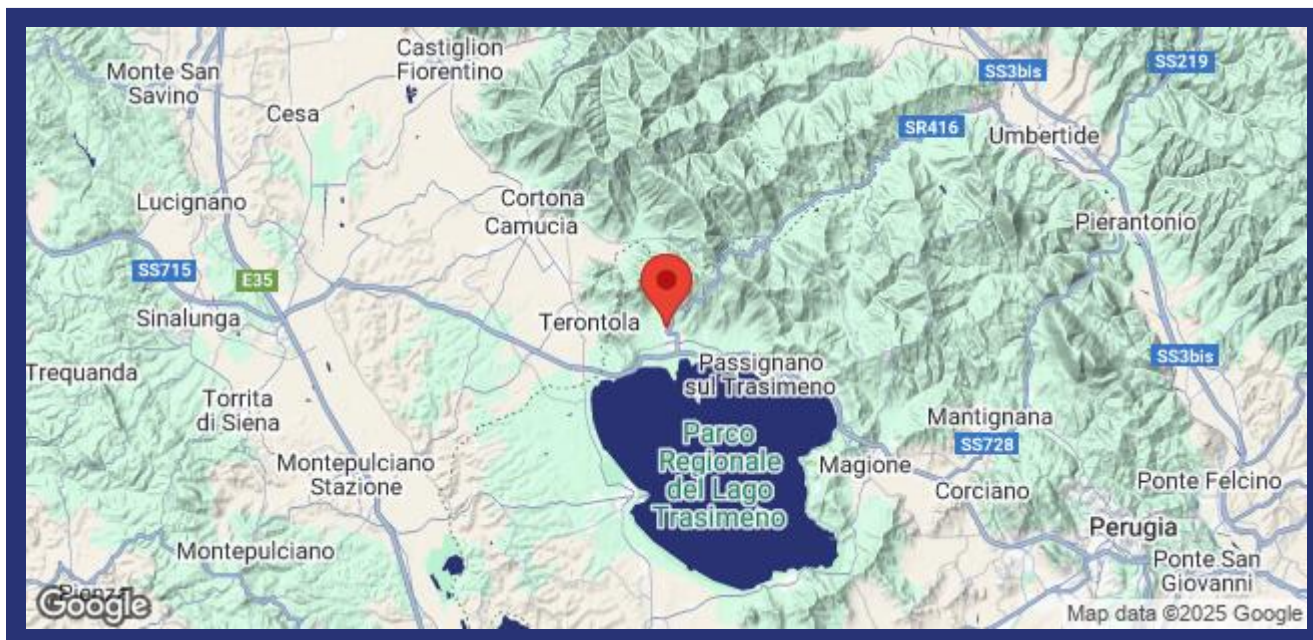 Castiglion
Fiorentino
SS219
SS3bis
Monte San
Savino
Cesa
SR416
Umbertide
Lucignano
Cortona
Camucia
Pierantonio
SS715
E35
Sinalunga
Terontola
SS3bis
Passignano
sul Trasimeno
Trequanda
Torrita
di Siena
Mantignana
Parco
Regionale
del Lago
Trasimeno
SS728
Magione
Montepulciano
Stazione
Corciano
Ponte Felcino
Perugia
Montepulciano
Ponte San
Giovanni
Google
Map data ©2025 Google